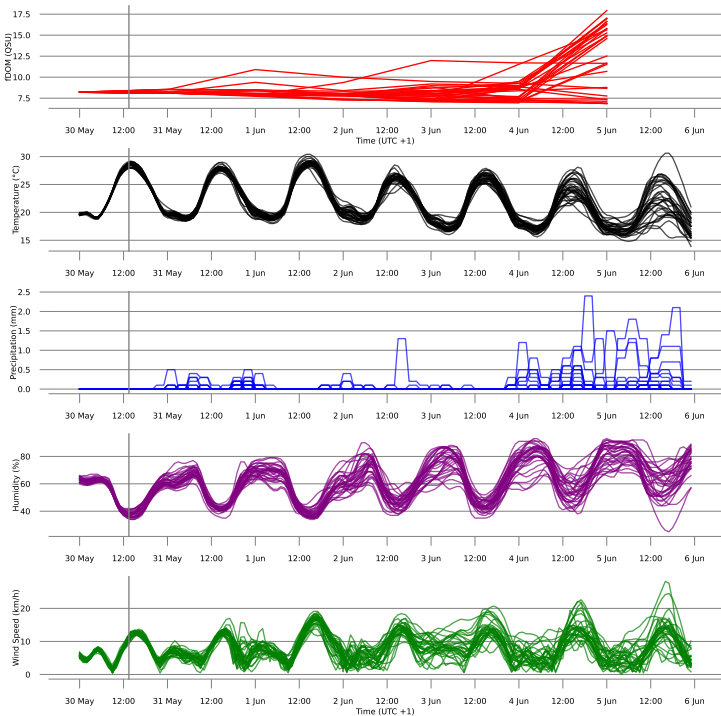 fDOM (QSU)
17.5
15.0
12.5
10.0
7.5
30 May 12:00 31 May 12:00 1 Jun 12:00 2 Jun 12:00 3 Jun 12:00 4 Jun 12:00 5 Jun 12:00 6 Jun
Time (UTC +1)
Temperature (°C)
30
25
20
15
30 May 12:00 31 May 12:00 1 Jun 12:00 2 Jun 12:00 3 Jun 12:00 4 Jun 12:00 5 Jun 12:00 6 Jun
Precipitation (mm)
2.5
2.0
1.5
1.0
0.5
0.0
30 May 12:00 31 May 12:00 1 Jun 12:00 2 Jun 12:00 3 Jun 12:00 4 Jun 12:00 5 Jun 12:00 6 Jun
Humidity (%)
80
60
40
30 May 12:00 31 May 12:00 1 Jun 12:00 2 Jun 12:00 3 Jun 12:00 4 Jun 12:00 5 Jun 12:00 6 Jun
Wind Speed (km/h)
20
10
0
30 May 12:00 31 May 12:00 1 Jun 12:00 2 Jun 12:00 3 Jun 12:00 4 Jun 12:00 5 Jun 12:00 6 Jun
Time (UTC +1)